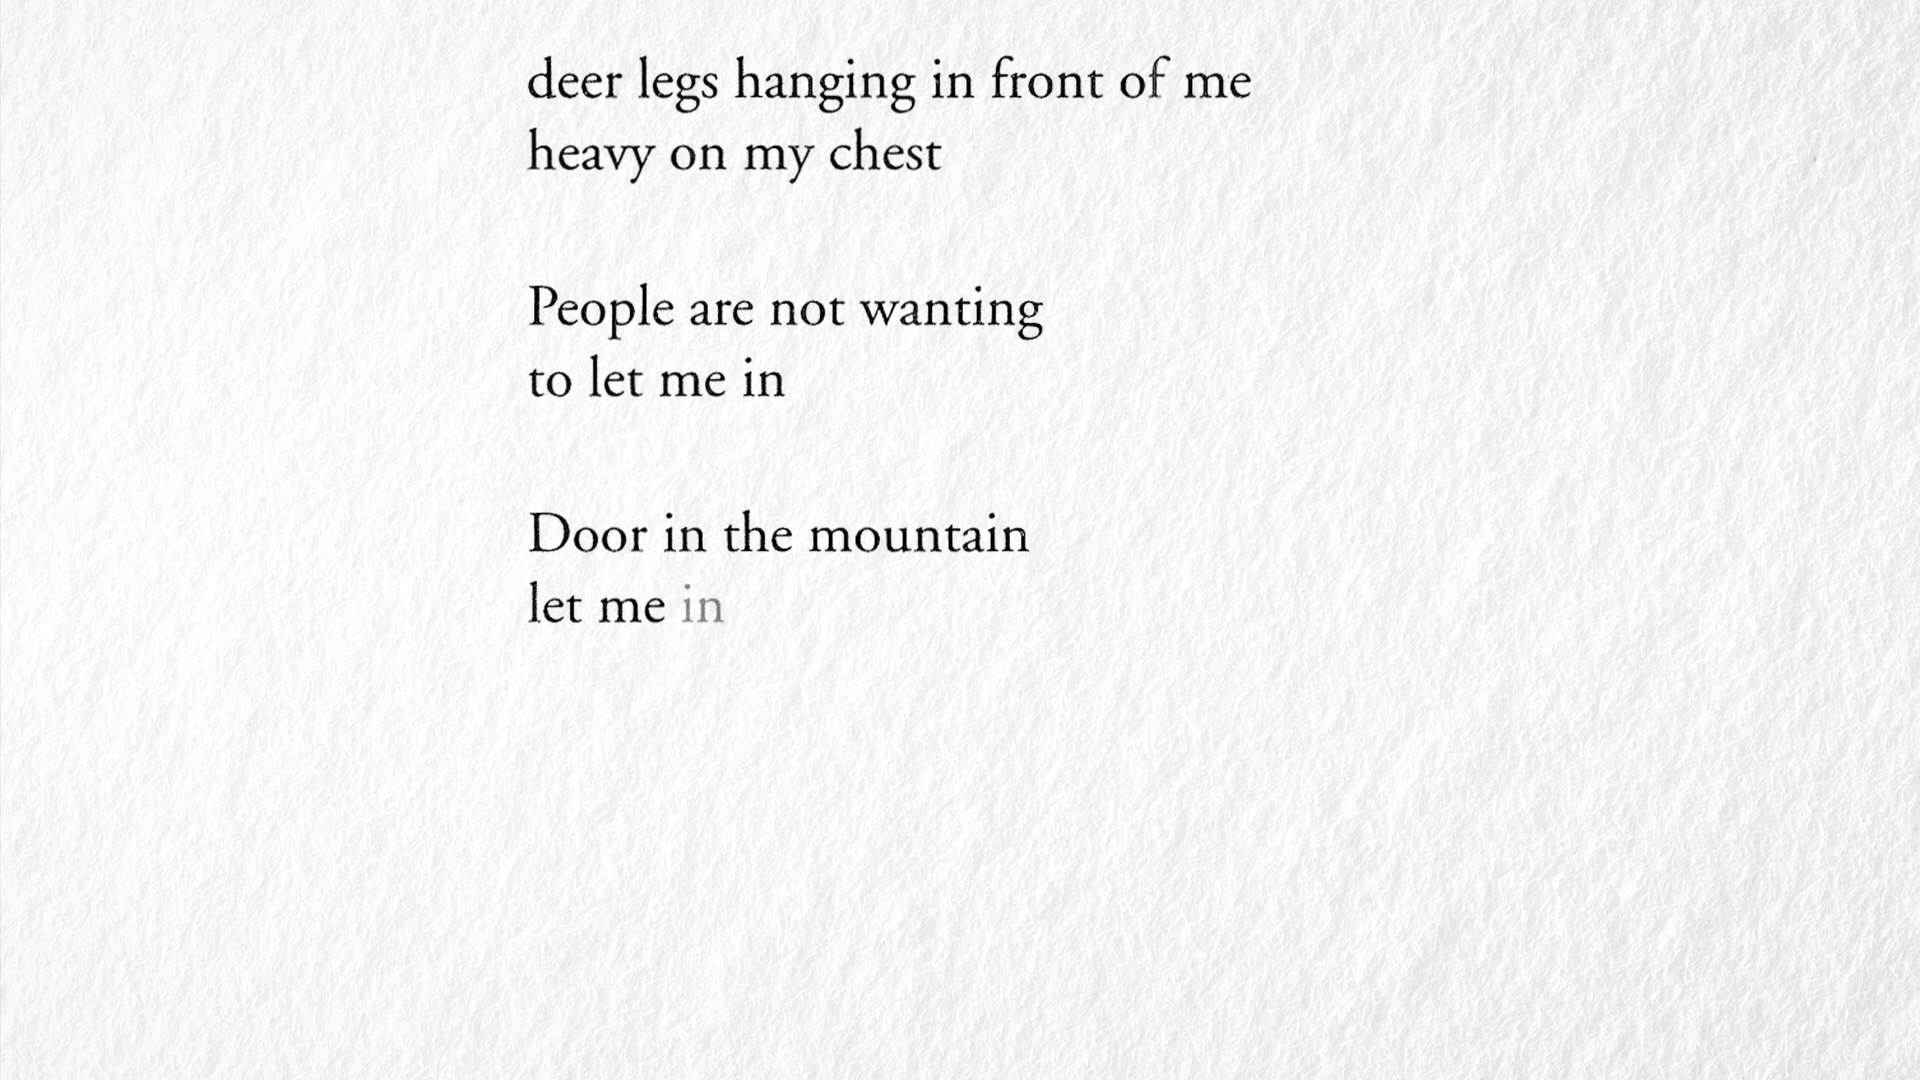 deer legs hanging in front of me
heavy on my chest
People are not wanting
to let me in
Door in the mountain
let me in